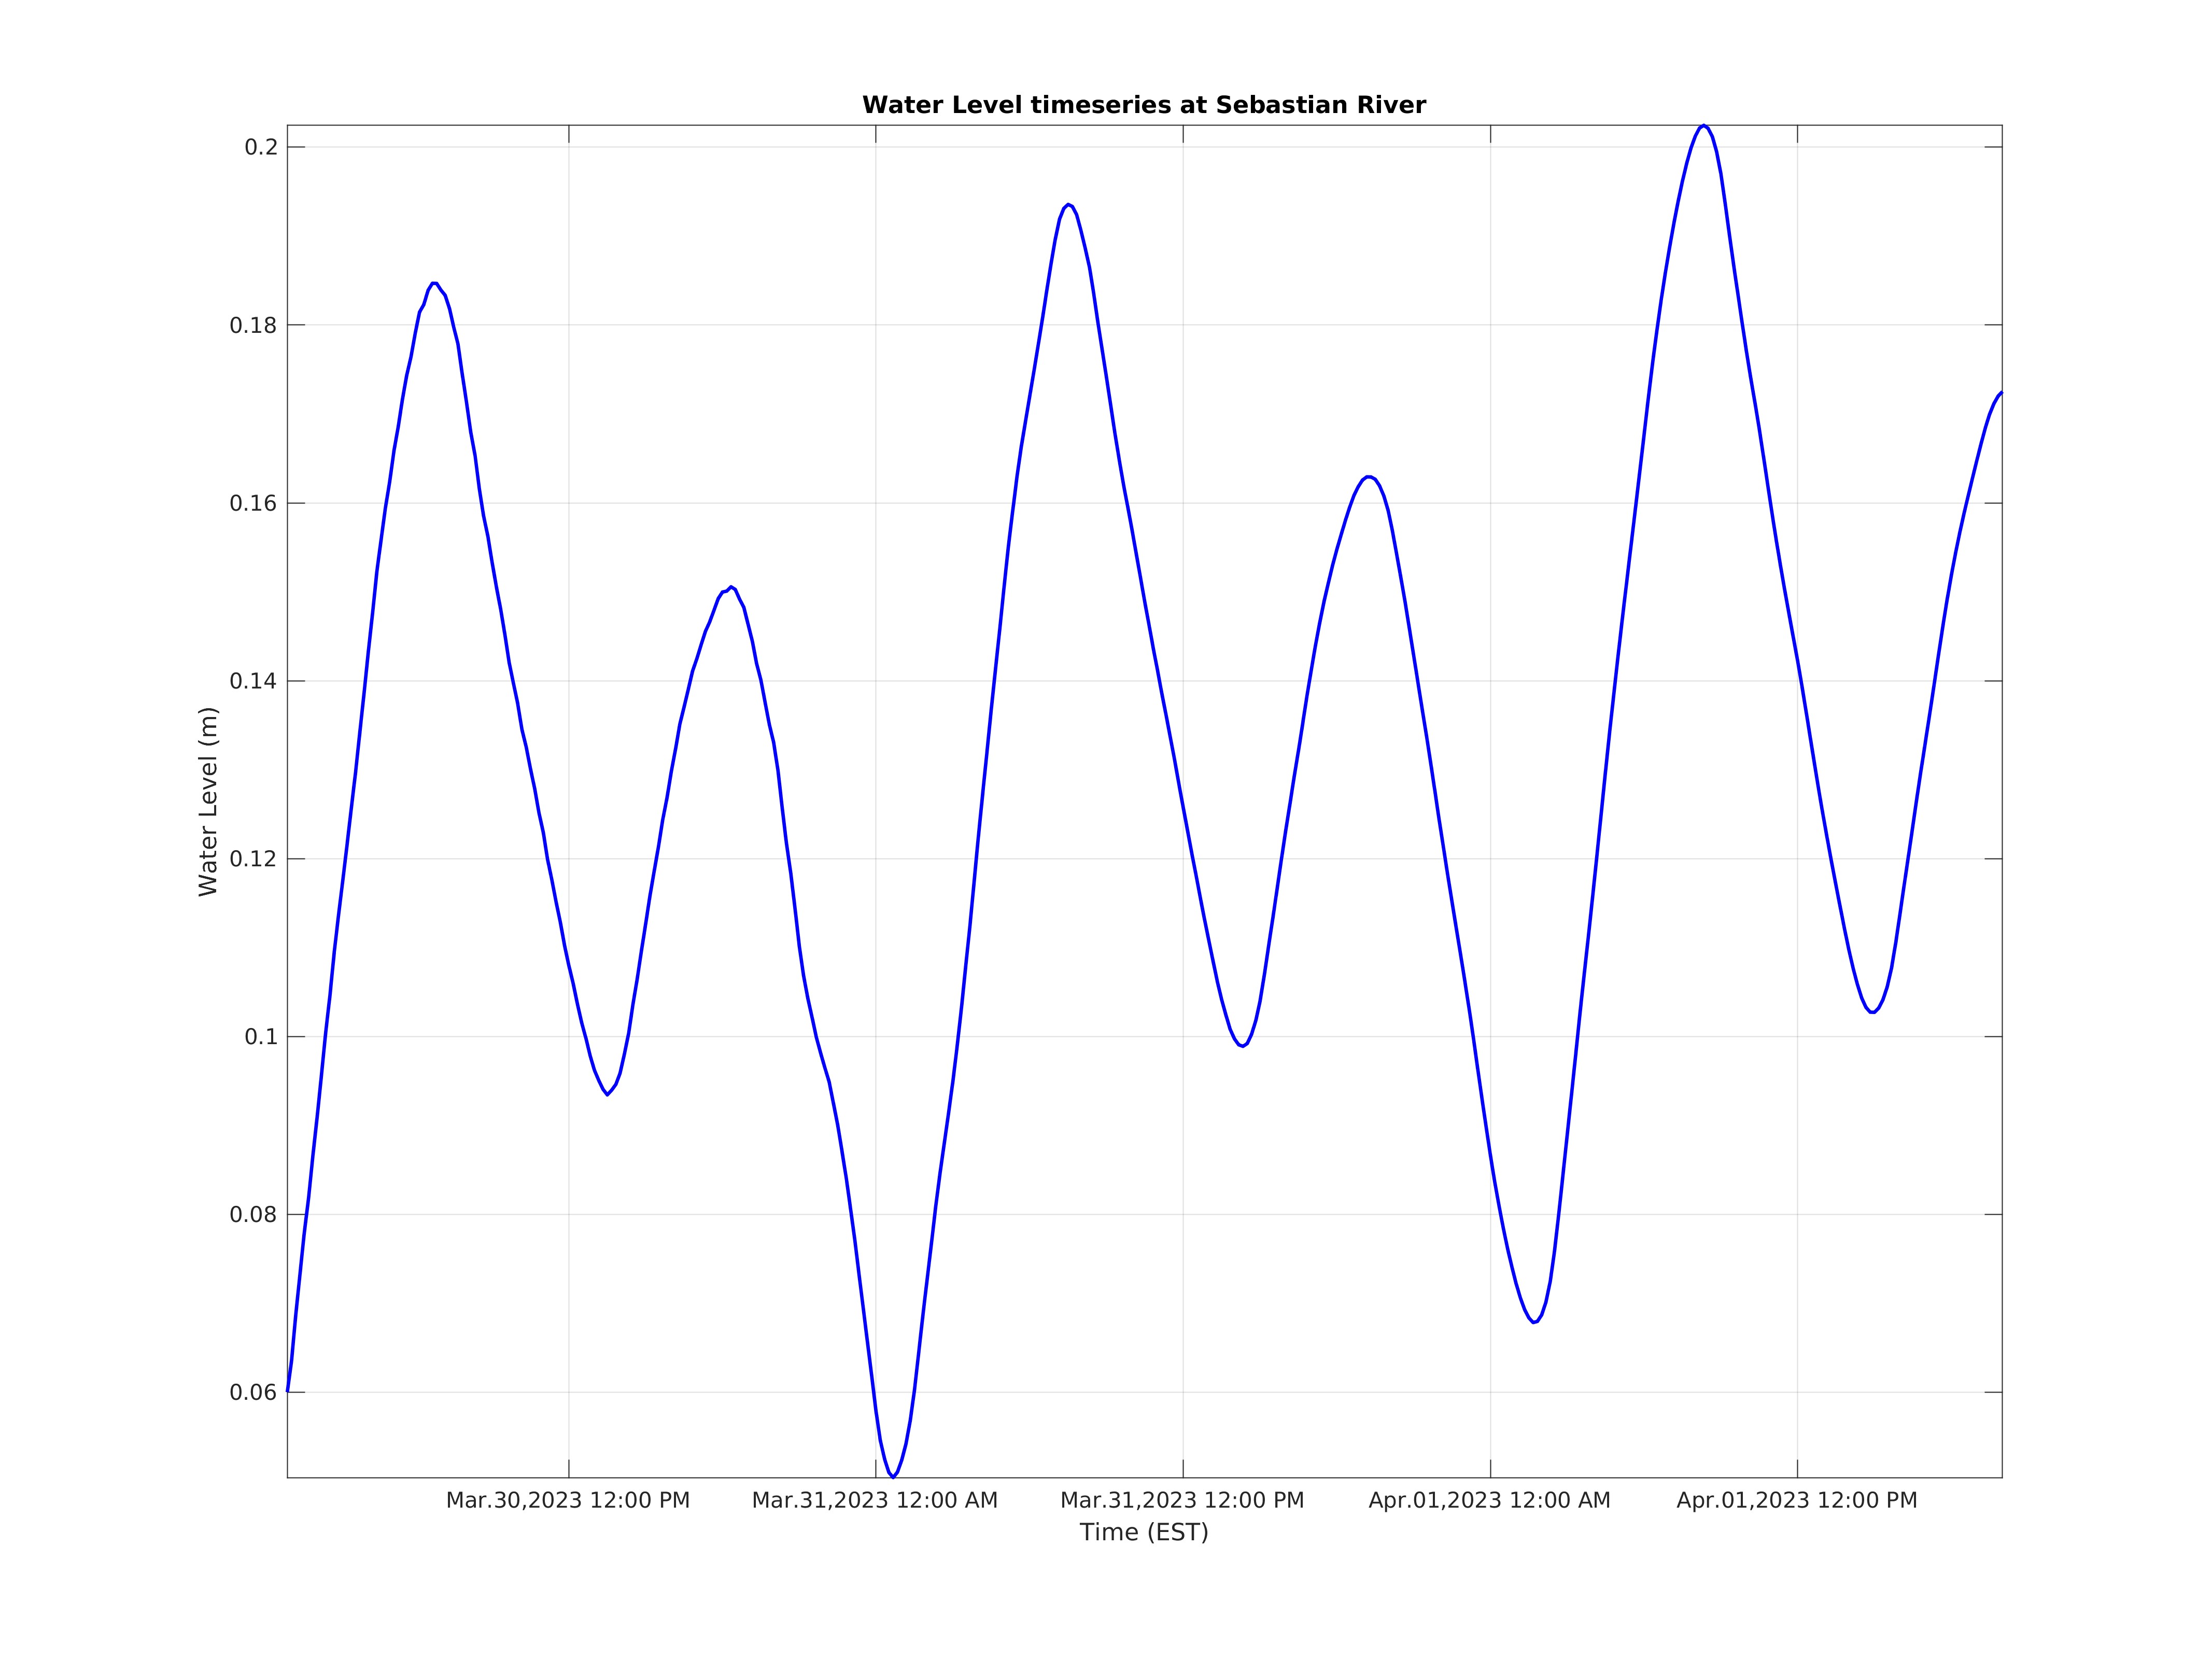 Water Level timeseries at Sebastian River
0.2
0.18
0.16
0.14
0.12
0.1
0.08
0.06
Water Level (m)
Mar.30,2023 12:00 PM
Mar.31,2023 12:00 AM
Mar.31,2023 12:00 PM
Apr.01,2023 12:00 AM
Apr.01,2023 12:00 PM
Time (EST)